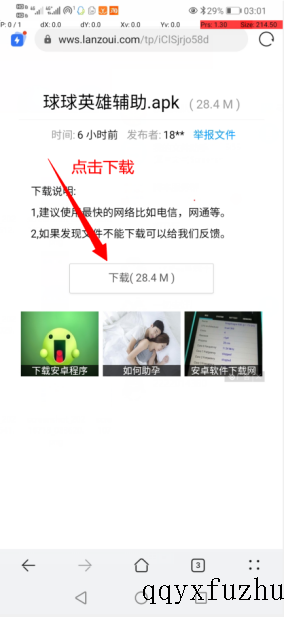 29% 03:01
P: 0 / 1 dX: 0.0 dY: 0.0 Xv: 0.0 Yv: 0.0 Prs: 1.30 Size: 214.50
wws.lanzoui.com/tp/iClSjrjo58d
球球英雄辅助.apk ( 28.4 M )
时间: 6 小时前 发布者: 18** 举报文件
点击下载
下载说明:
1,建议使用最快的网络比如电信，网通等。
2,如果发现文件不能下载可以给我们反馈。
下载( 28.4 M )
下载安卓程序 如何助孕 安卓软件下载网
3
qqyxfuzhu